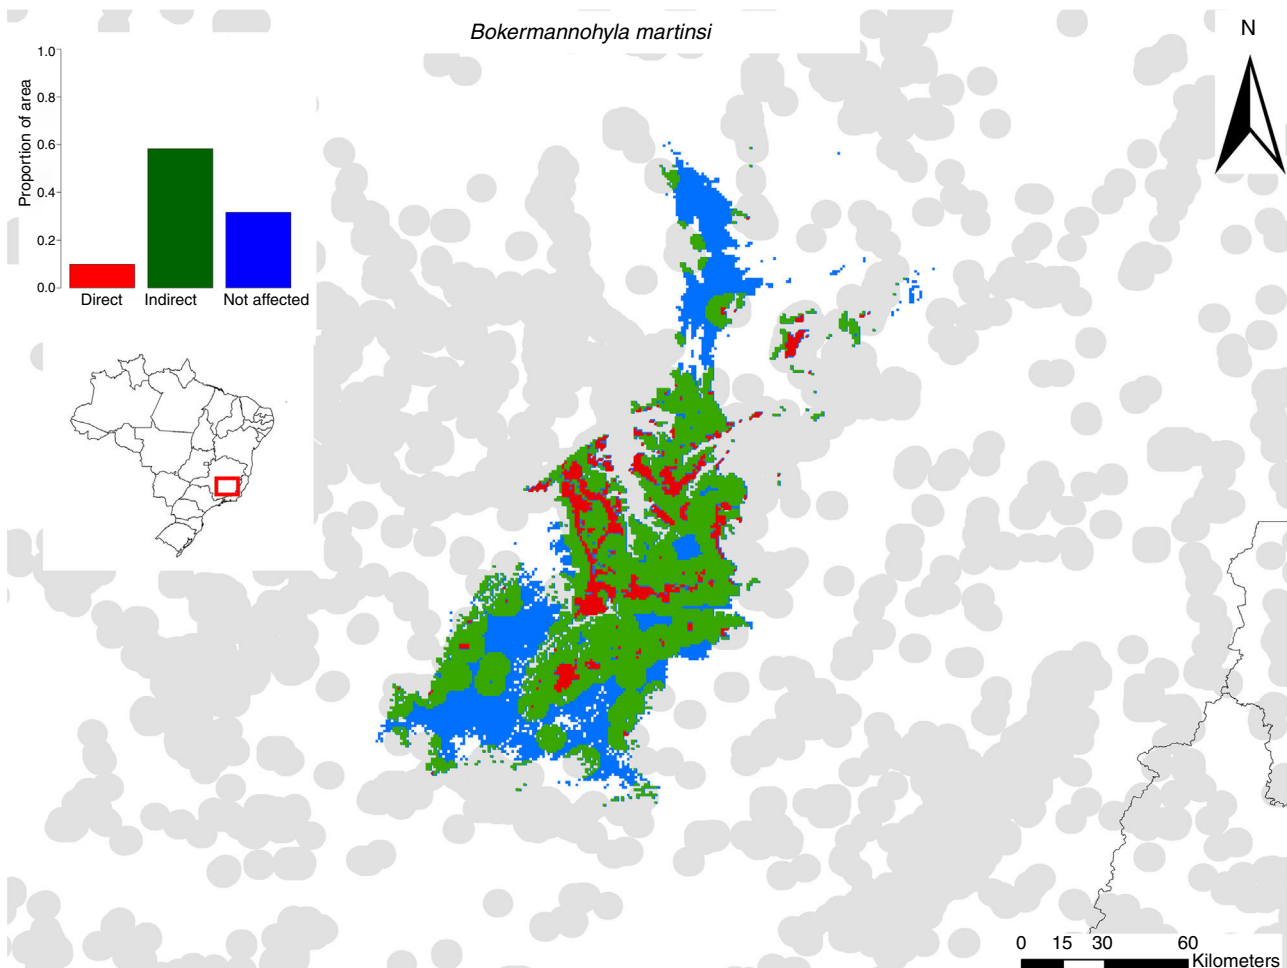 Bokermannohyla martinsi
N
Proportion of area
1.0
0.8
0.6
0.4
0.2
0.0
Direct Indirect Not affected
0 15 30 60
Kilometers